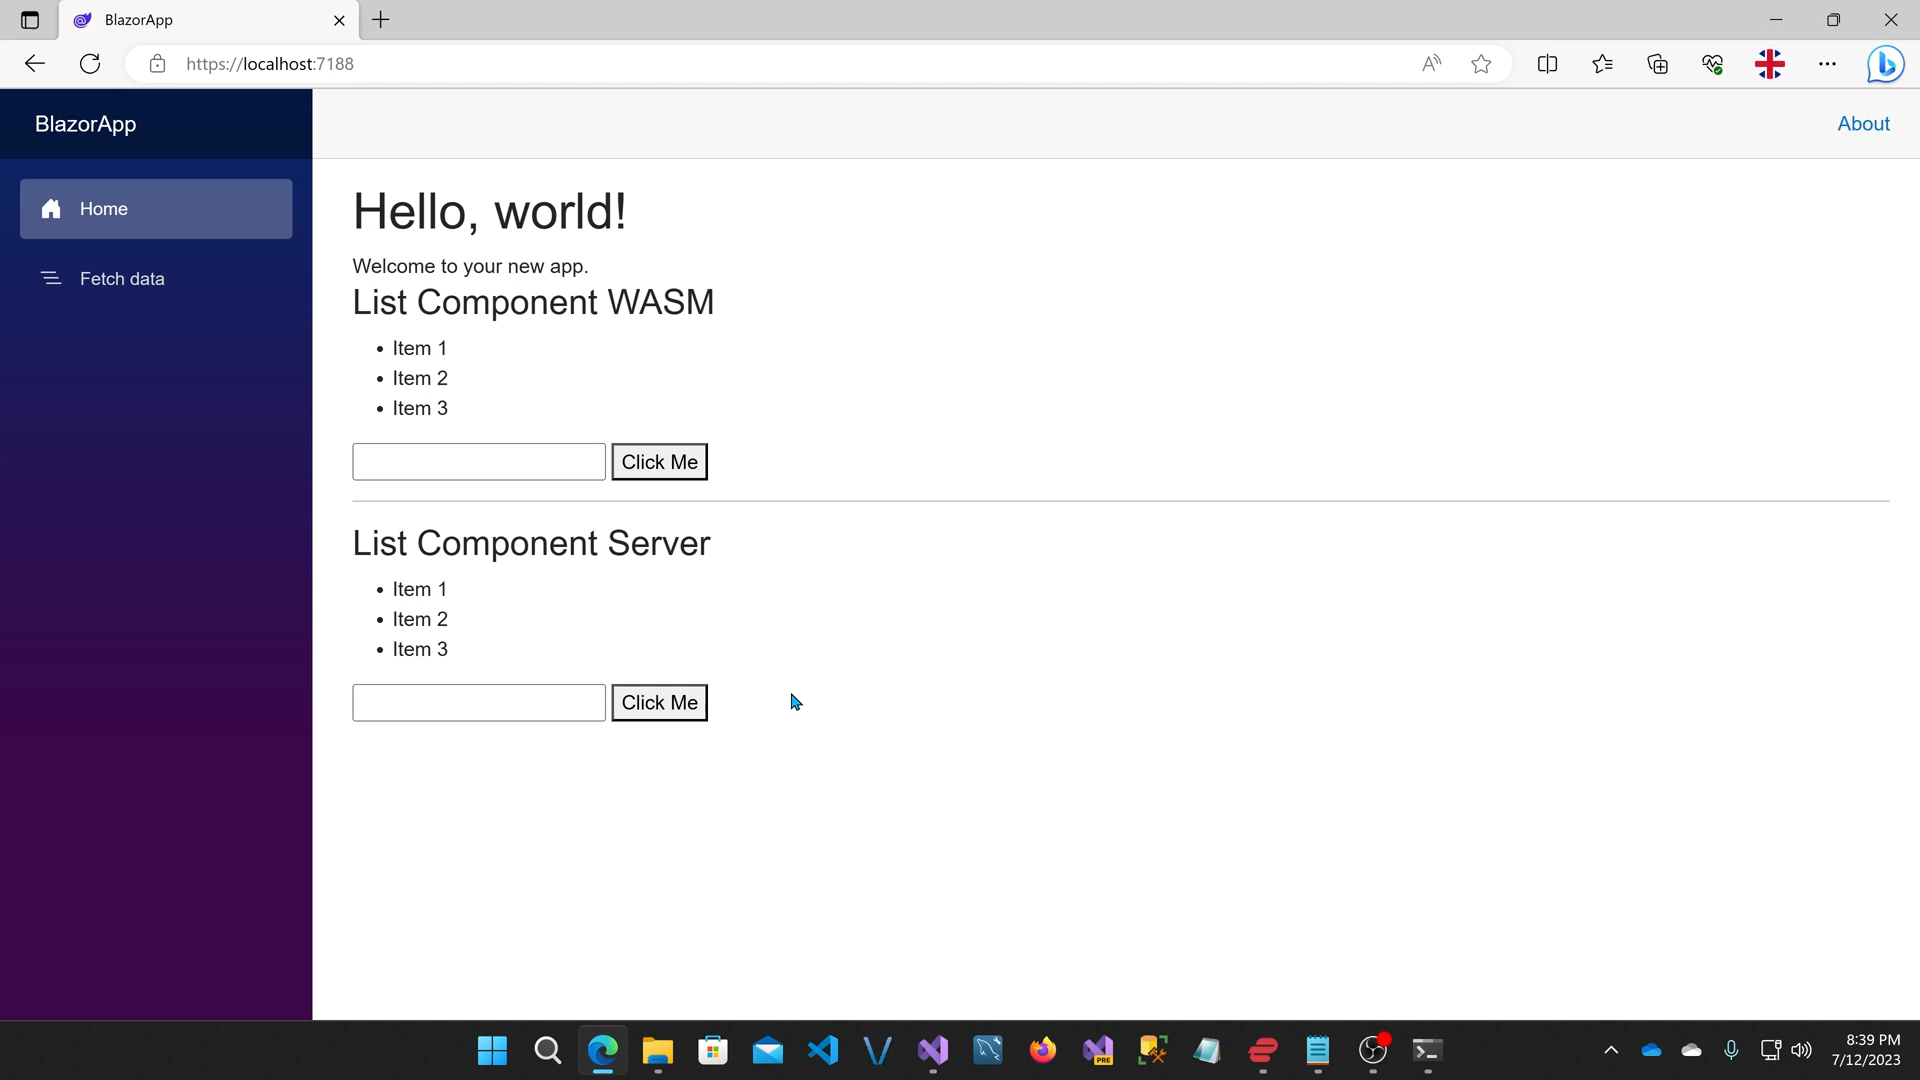 BlazorApp
https://localhost:7188
BlazorApp
About
Home
Fetch data
Hello, world!
Welcome to your new app.
List Component WASM
Item 1
Item 2
Item 3
Click Me
List Component Server
Item 1
Item 2
Item 3
Click Me
PRE
8:39 PM
7/12/2023